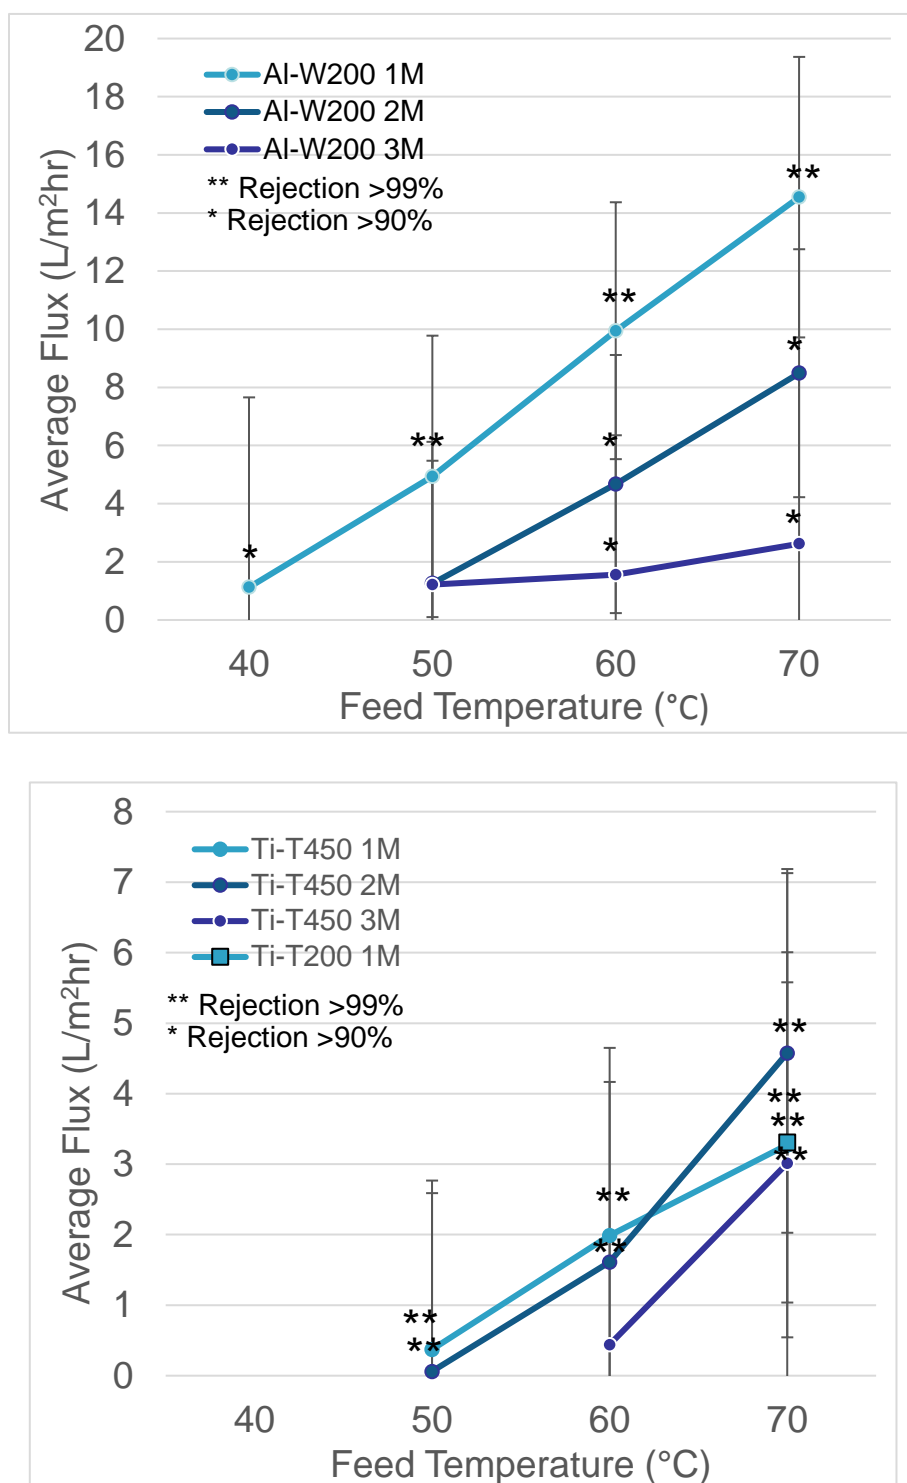 20
18
16
14
12
10
8
6
4
2
0
Average Flux (L/m²hr)
Al-W200 1M
Al-W200 2M
Al-W200 3M
** Rejection >99%
* Rejection >90%
**
**
*
**
*
*
*
*
40 50 60 70
Feed Temperature (°C)
8
7
6
5
4
3
2
1
0
Average Flux (L/m²hr)
Ti-T450 1M
Ti-T450 2M
Ti-T450 3M
Ti-T200 1M
** Rejection >99%
* Rejection >90%
**
**
**
**
**
**
**
**
40 50 60 70
Feed Temperature (°C)